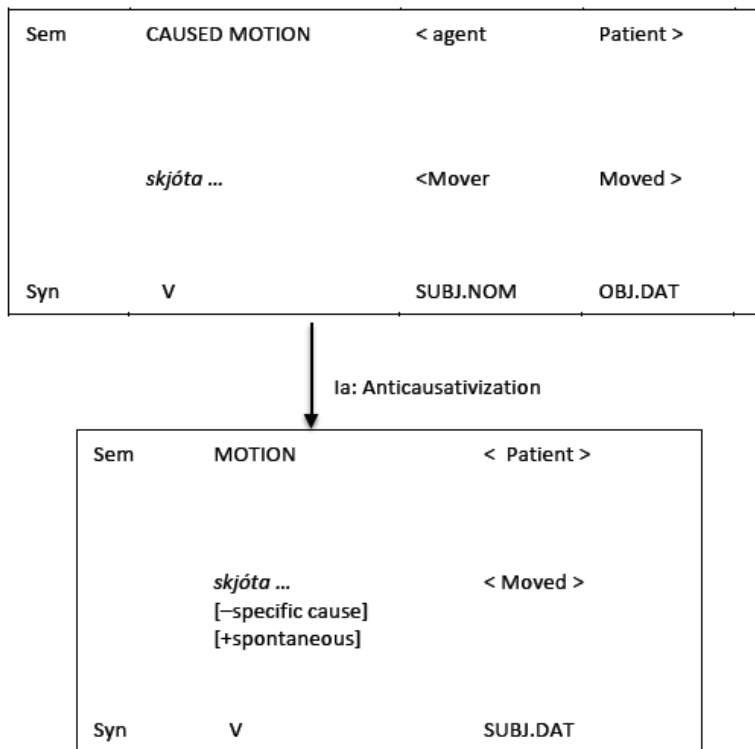 Sem CAUSED MOTION < agent Patient >
skjóta ... <Mover Moved >
Syn V SUBJ.NOM OBJ.DAT
Ia: Anticausativization
Sem MOTION < Patient >
skjóta ... < Moved >
[–specific cause]
[+spontaneous]
Syn V SUBJ.DAT